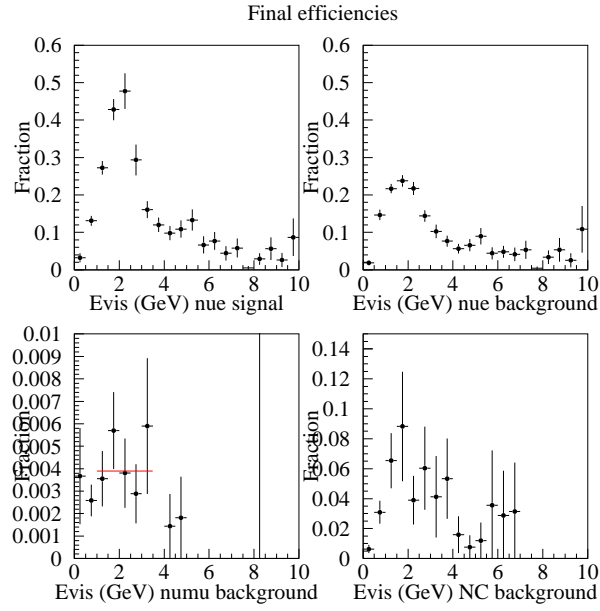 Final efficiencies
0.6
0.5
0.4
0.3
0.2
0.1
0
Fraction
0 2 4 6 8 10
Evis (GeV) nue signal
0.6
0.5
0.4
0.3
0.2
0.1
0
Fraction
0 2 4 6 8 10
Evis (GeV) nue background
0.01
0.009
0.008
0.007
0.006
0.005
0.004
0.003
0.002
0.001
0
Fraction
0 2 4 6 8 10
Evis (GeV) numu background
0.14
0.12
0.1
0.08
0.06
0.04
0.02
0
Fraction
0 2 4 6 8 10
Evis (GeV) NC background